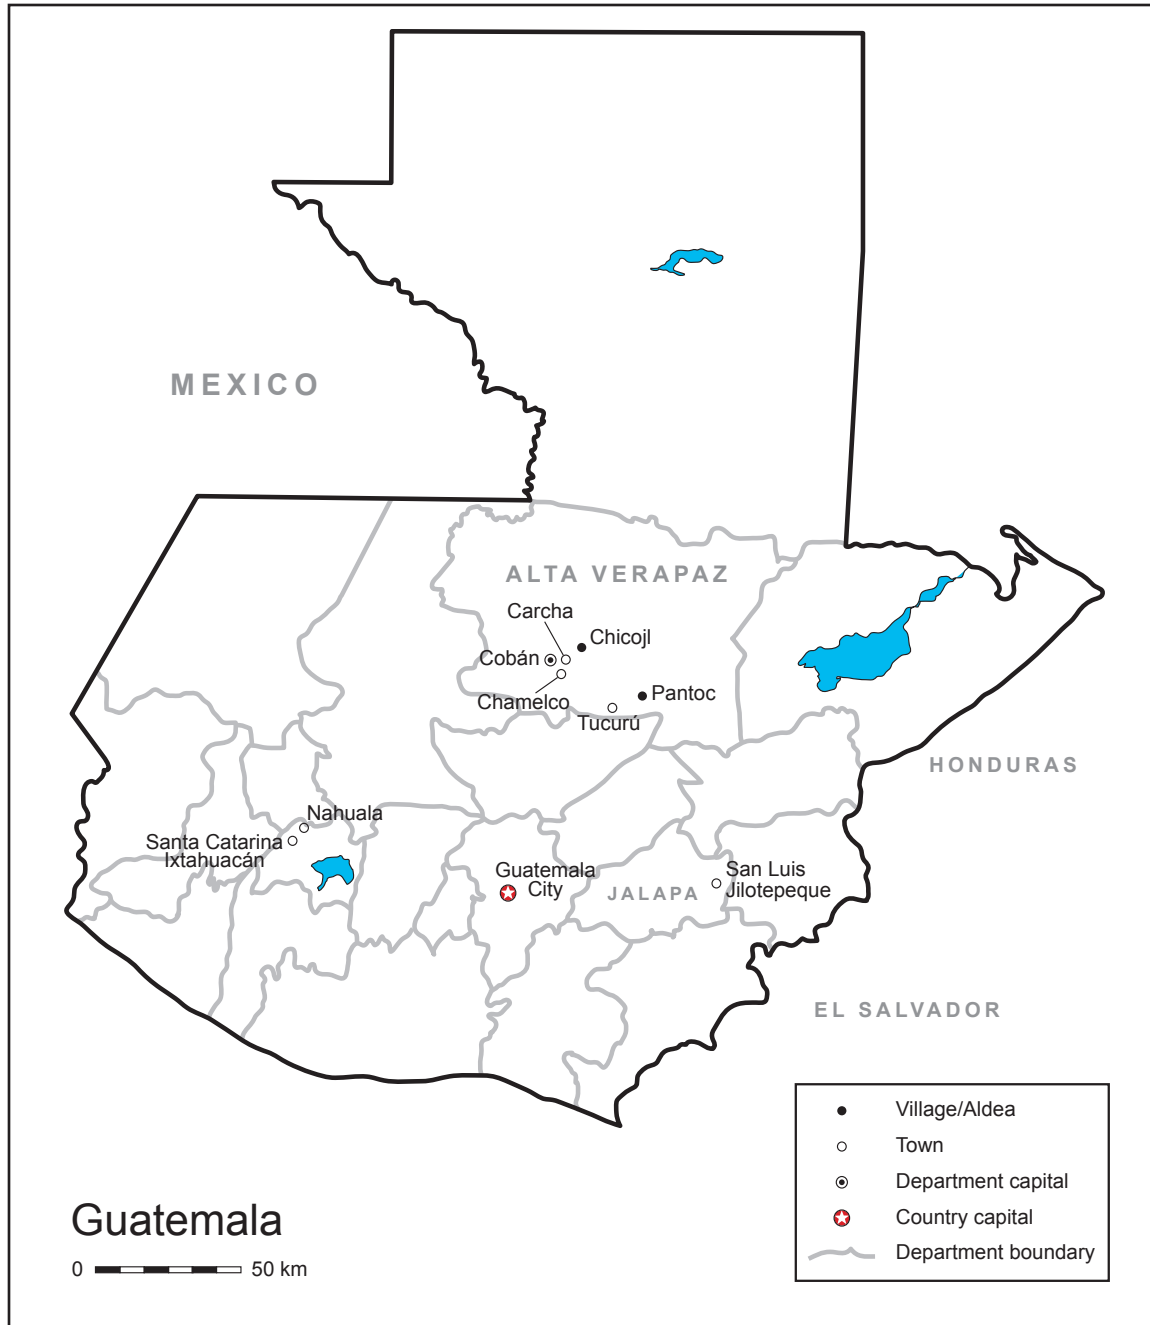 MEXICO
ALTA VERAPAZ
Carcha
Chicojl
Cobán
Chamelco
Pantoc
Tucurú
HONDURAS
Nahuala
Santa Catarina
Ixtahuacán
Guatemala
City
JALAPA
San Luis
Jilotepeque
EL SALVADOR
Village/Aldea
Town
Department capital
Country capital
Department boundary
Guatemala
0 50 km